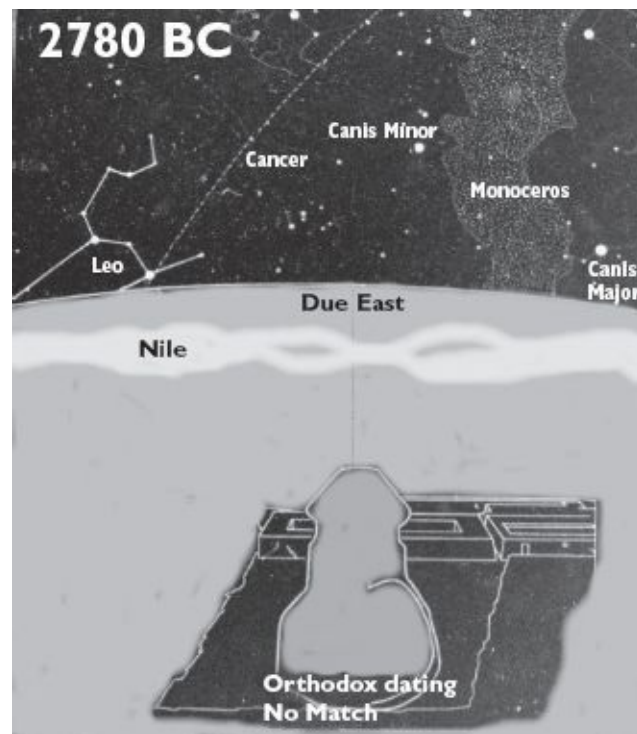 2780 BC
Canis Minor
Cancer
Monoceros
Leo
Canis
Major
Due East
Nile
Orthodox dating
No Match